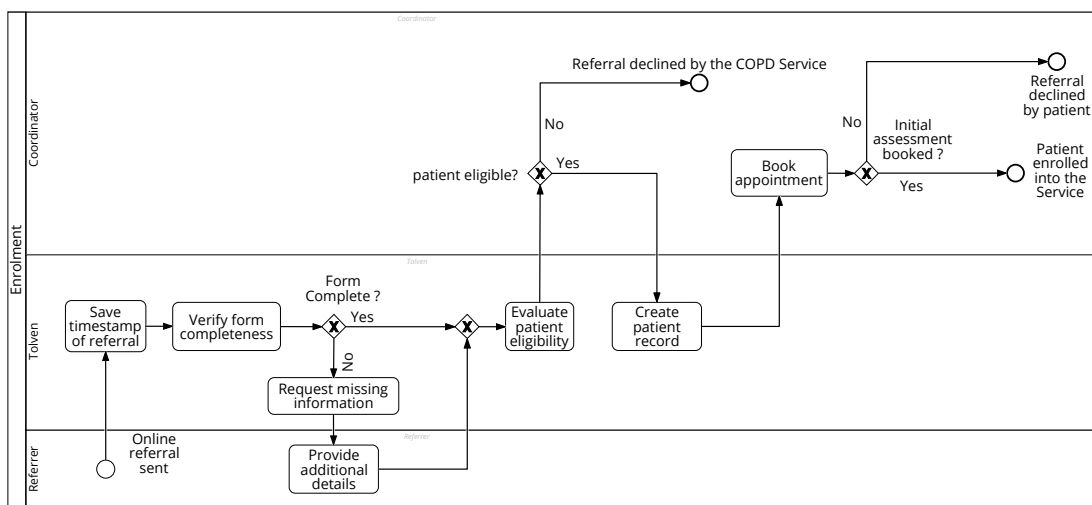 Enrolment
Coordinator
Coordinator
Referral declined by the COPD Service
No
patient eligible?
Yes
Book
appointment
No
Initial
assessment
booked ?
Yes
Referral
declined
by patient
Patient
enrolled
into the
Service
Tolven
Tolven
Save
timestamp
of referral
Verify form
completeness
Form
Complete ?
Yes
No
Request missing
information
Evaluate
patient
eligibility
Create
patient
record
Referrer
Referrer
Online
referral
sent
Provide
additional
details